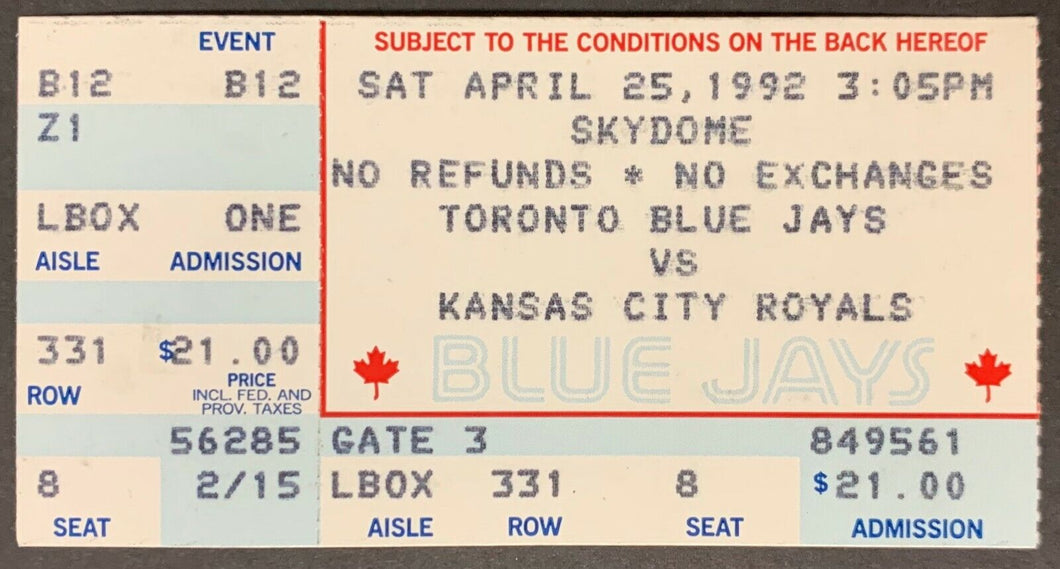 EVENT
B12 B12
Z1
LBOX ONE
AISLE ADMISSION
331 $21.00
ROW PRICE
INCL. FED. AND
PROV. TAXES
56285
8 2/15
SEAT
SUBJECT TO THE CONDITIONS ON THE BACK HEREOF
SAT APRIL 25,1992 3:05PM
SKYDOME
NO REFUNDS * NO EXCHANGES
TORONTO BLUE JAYS
VS
KANSAS CITY ROYALS
BLUE JAYS
GATE 3 849561
LBOX 331 8 $21.00
AISLE ROW SEAT ADMISSION